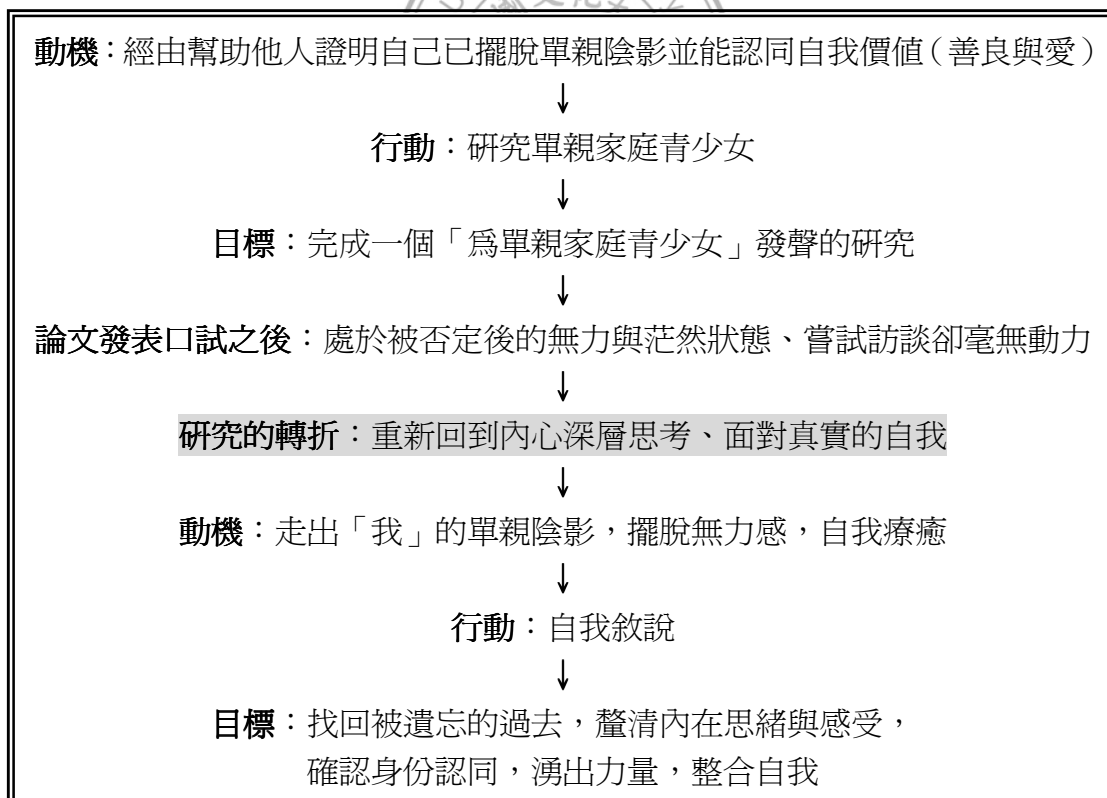 動機：經由幫助他人證明自己已擺脫單親陰影並能認同自我價值（善良與愛）
↓
行動：研究單親家庭青少女
↓
目標：完成一個「為單親家庭青少女」發聲的研究
↓
論文發表口試之後：處於被否定後的無力與茫然狀態、嘗試訪談卻毫無動力
↓
研究的轉折：重新回到內心深層思考、面對真實的自我
↓
動機：走出「我」的單親陰影，擺脫無力感，自我療癒
↓
行動：自我敘說
↓
目標：找回被遺忘的過去，釐清內在思緒與感受，
確認身份認同，湧出力量，整合自我